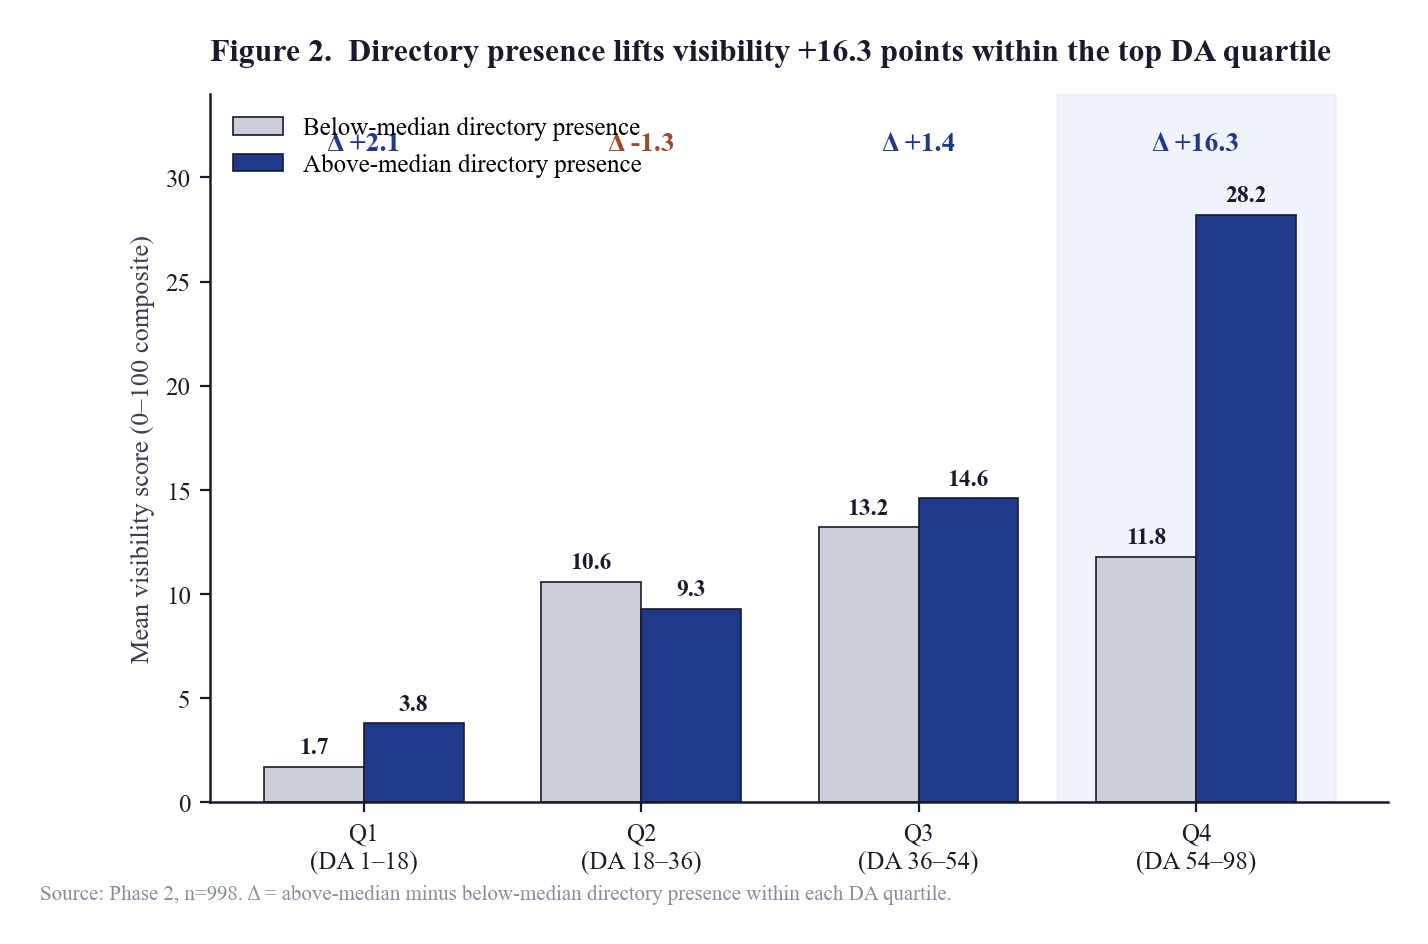 Figure 2.  Directory presence lifts visibility +16.3 points within the top DA quartile
Below-median directory presence
Δ +2.1
Δ -1.3
Δ +1.4
Δ +16.3
Above-median directory presence
30
25
20
15
10
5
0
Mean visibility score (0–100 composite)
1.7
3.8
10.6
9.3
13.2
14.6
11.8
28.2
Q1
(DA 1–18)
Q2
(DA 18–36)
Q3
(DA 36–54)
Q4
(DA 54–98)
Source: Phase 2, n=998. Δ = above-median minus below-median directory presence within each DA quartile.